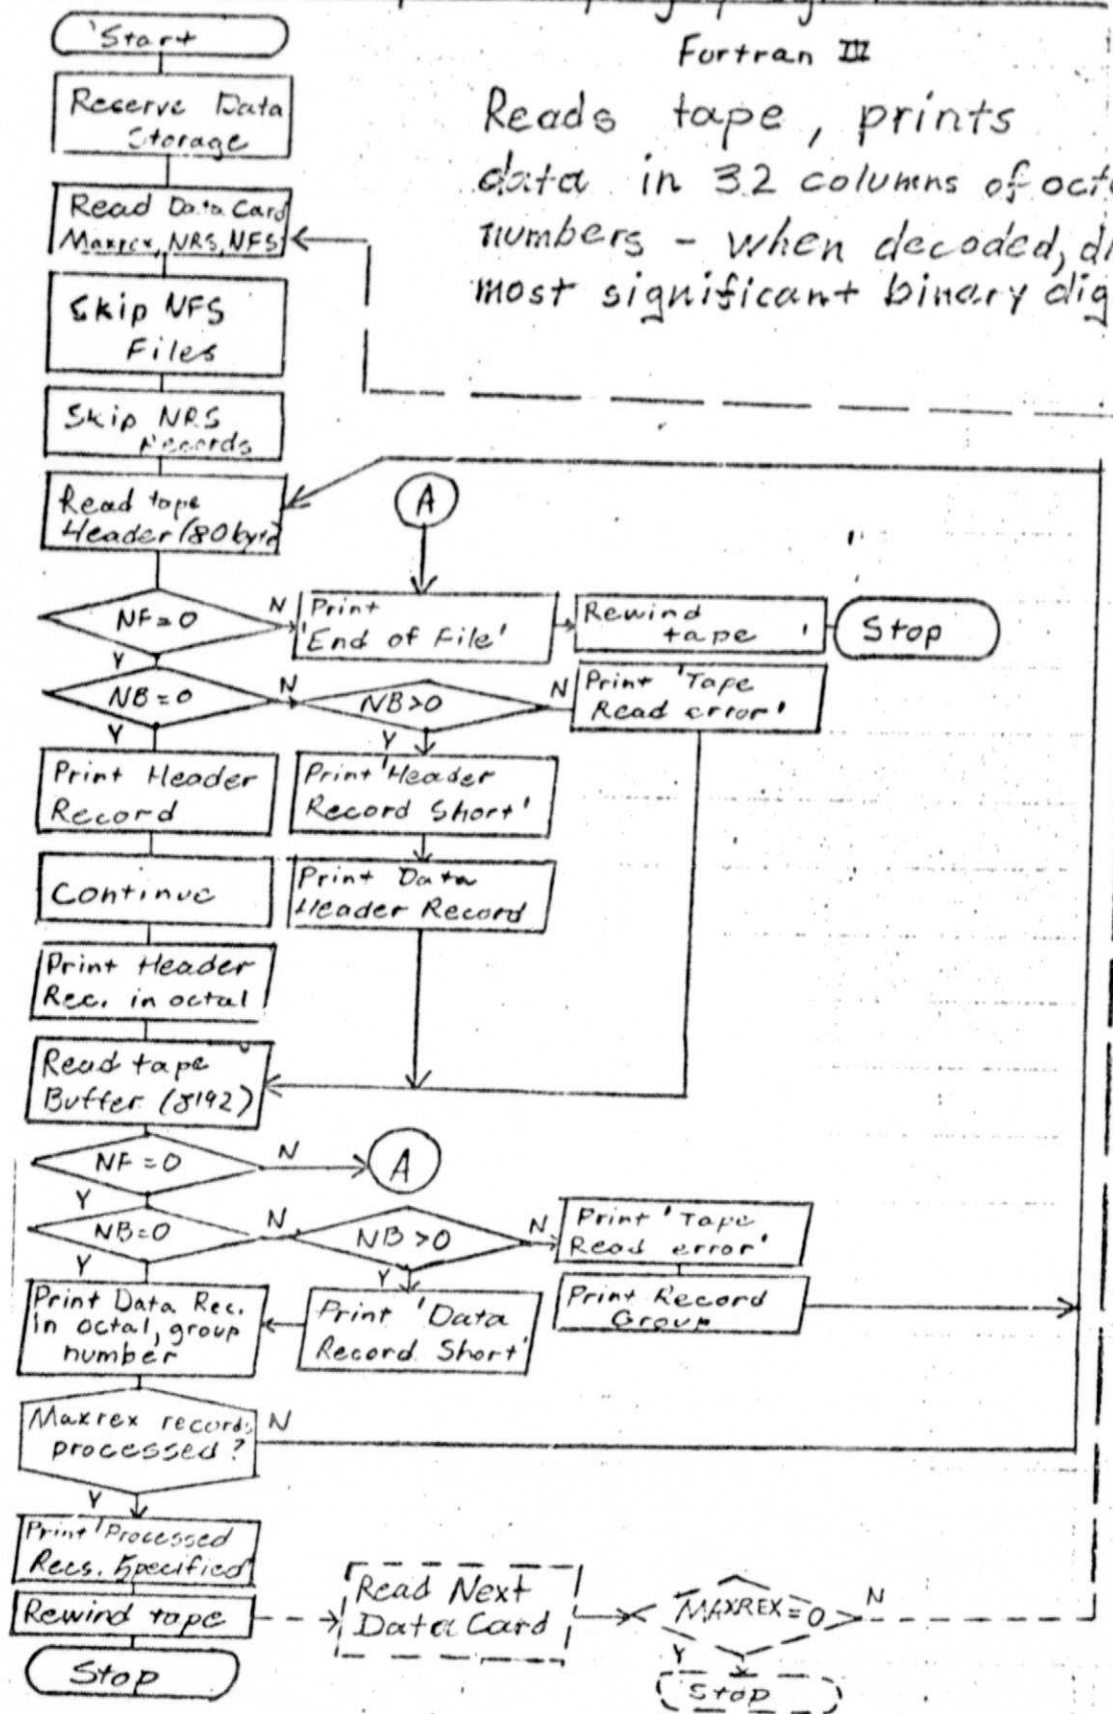 Start
Fortran IV
Reserve Data
Storage
Reads tape, prints
data in 32 columns of
numbers - when decoded,
most significant binary
Read Data Card
Maxrex, NRS, NFS
Skip NFS
Files
Skip NRS
Records
Read tape
Header (80 byte)
A
NF=0
N
Y
Print
'End of File'
Rewind
tape
Stop
NB=0
N
Y
NB>0
N
Y
Print 'Tape
Read error'
Print Header
Record
Print 'Header
Record Short'
Continue
Print Data
Header Record
Print Header
Rec. in octal
Read tape
Buffer (8192)
NF=0
N
Y
A
NB=0
N
Y
NB>0
N
Y
Print 'Tape
Read error'
Print Data Rec.
in octal, group
number
Print 'Data
Record Short'
Print Record
Group
Maxrex records
processed?
N
Y
Print 'Processed
Recs. Specified'
Rewind tape
Stop
Read Next
Data Card
MAXREX=0
N
Y
Stop